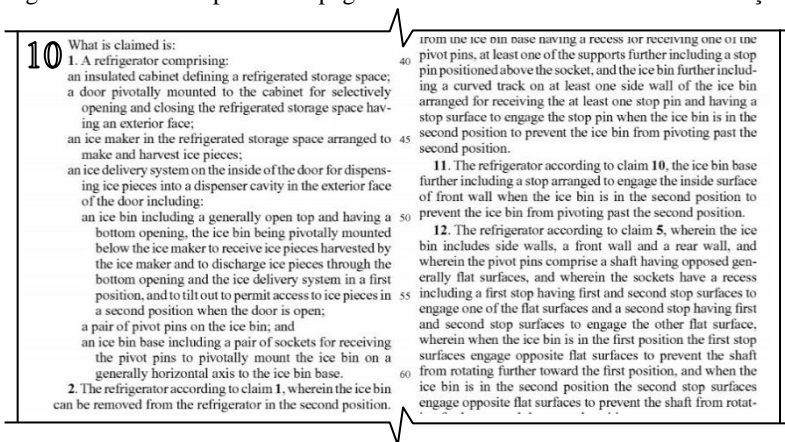 10
What is claimed is:
1. A refrigerator comprising:
an insulated cabinet defining a refrigerated storage space;
a door pivotally mounted to the cabinet for selectively
opening and closing the refrigerated storage space hav-
ing an exterior face;
an ice maker in the refrigerated storage space arranged to
make and harvest ice pieces;
an ice delivery system on the inside of the door for dispens-
ing ice pieces into a dispenser cavity in the exterior face
of the door including:
an ice bin including a generally open top and having a
bottom opening, the ice bin being pivotally mounted
below the ice maker to receive ice pieces harvested by
the ice maker and to discharge ice pieces through the
bottom opening and the ice delivery system in a first
position, and to tilt out to permit access to ice pieces in
a second position when the door is open;
a pair of pivot pins on the ice bin; and
an ice bin base including a pair of sockets for receiving
the pivot pins to pivotally mount the ice bin on a
generally horizontal axis to the ice bin base.
2. The refrigerator according to claim 1, wherein the ice bin
can be removed from the refrigerator in the second position.
from the ice bin base having a recess for receiving one of the
40 pivot pins, at least one of the supports further including a stop
pin positioned above the socket, and the ice bin further includ-
ing a curved track on at least one side wall of the ice bin
arranged for receiving the at least one stop pin and having a
stop surface to engage the stop pin when the ice bin is in the
45 second position to prevent the ice bin from pivoting past the
second position.
11. The refrigerator according to claim 10, the ice bin base
further including a stop arranged to engage the inside surface
of front wall when the ice bin is in the second position to
50 prevent the ice bin from pivoting past the second position.
12. The refrigerator according to claim 5, wherein the ice
bin includes side walls, a front wall and a rear wall, and
wherein the pivot pins comprise a shaft having opposed gen-
erally flat surfaces, and wherein the sockets have a recess
55 including a first stop having first and second stop surfaces to
engage one of the flat surfaces and a second stop having first
and second stop surfaces to engage the other flat surface,
wherein when the ice bin is in the first position the first stop
surfaces engage opposite flat surfaces to prevent the shaft
60 from rotating further toward the first position, and when the
ice bin is in the second position the second stop surfaces
engage opposite flat surfaces to prevent the shaft from rotat-